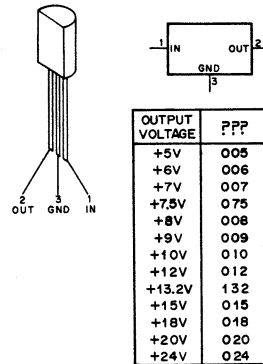 1 IN OUT 2
GND
3
2 3 1
OUT GND IN
OUTPUT VOLTAGE ???
+5V 005
+6V 006
+7V 007
+7.5V 75
+8V 008
+9V 009
+10V 010
+12V 012
+13.2V 132
+15V 015
+18V 018
+20V 020
+24V 024